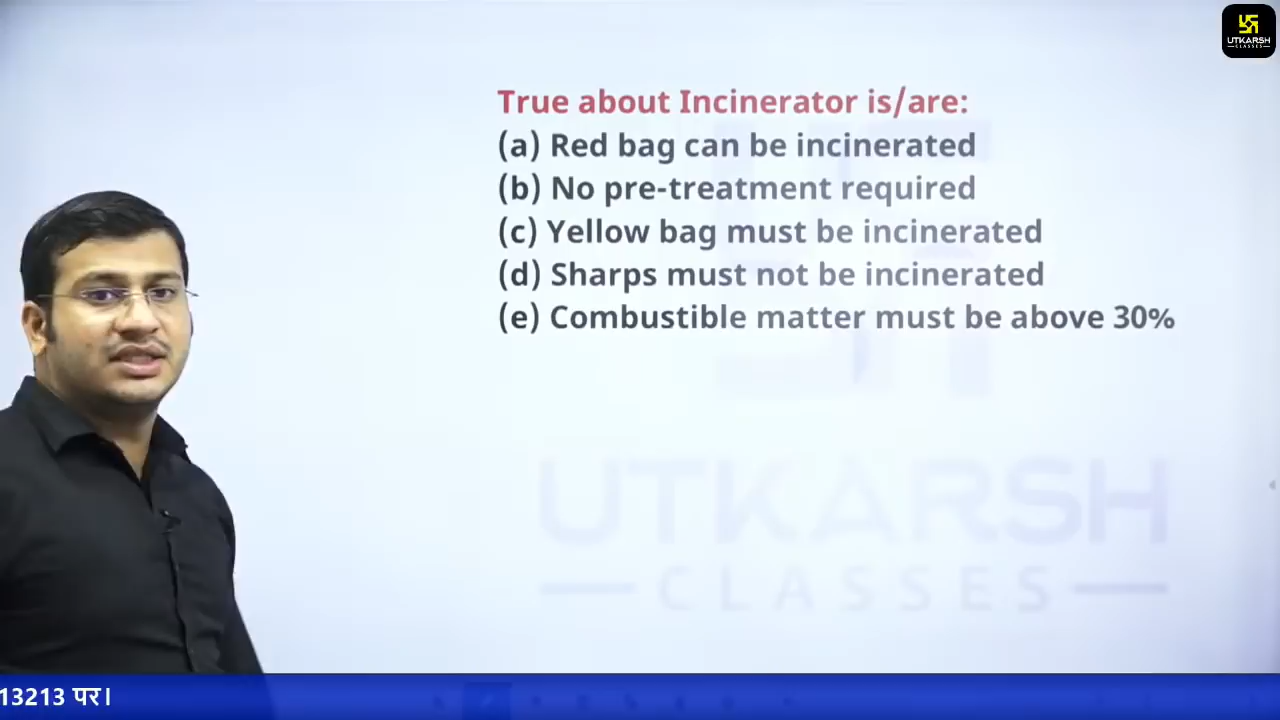 UTKARSH
CLASSES
True about Incinerator is/are:
(a) Red bag can be incinerated
(b) No pre-treatment required
(c) Yellow bag must be incinerated
(d) Sharps must not be incinerated
(e) Combustible matter must be above 30%
UTKARSH
CLASSES
13213 पर।